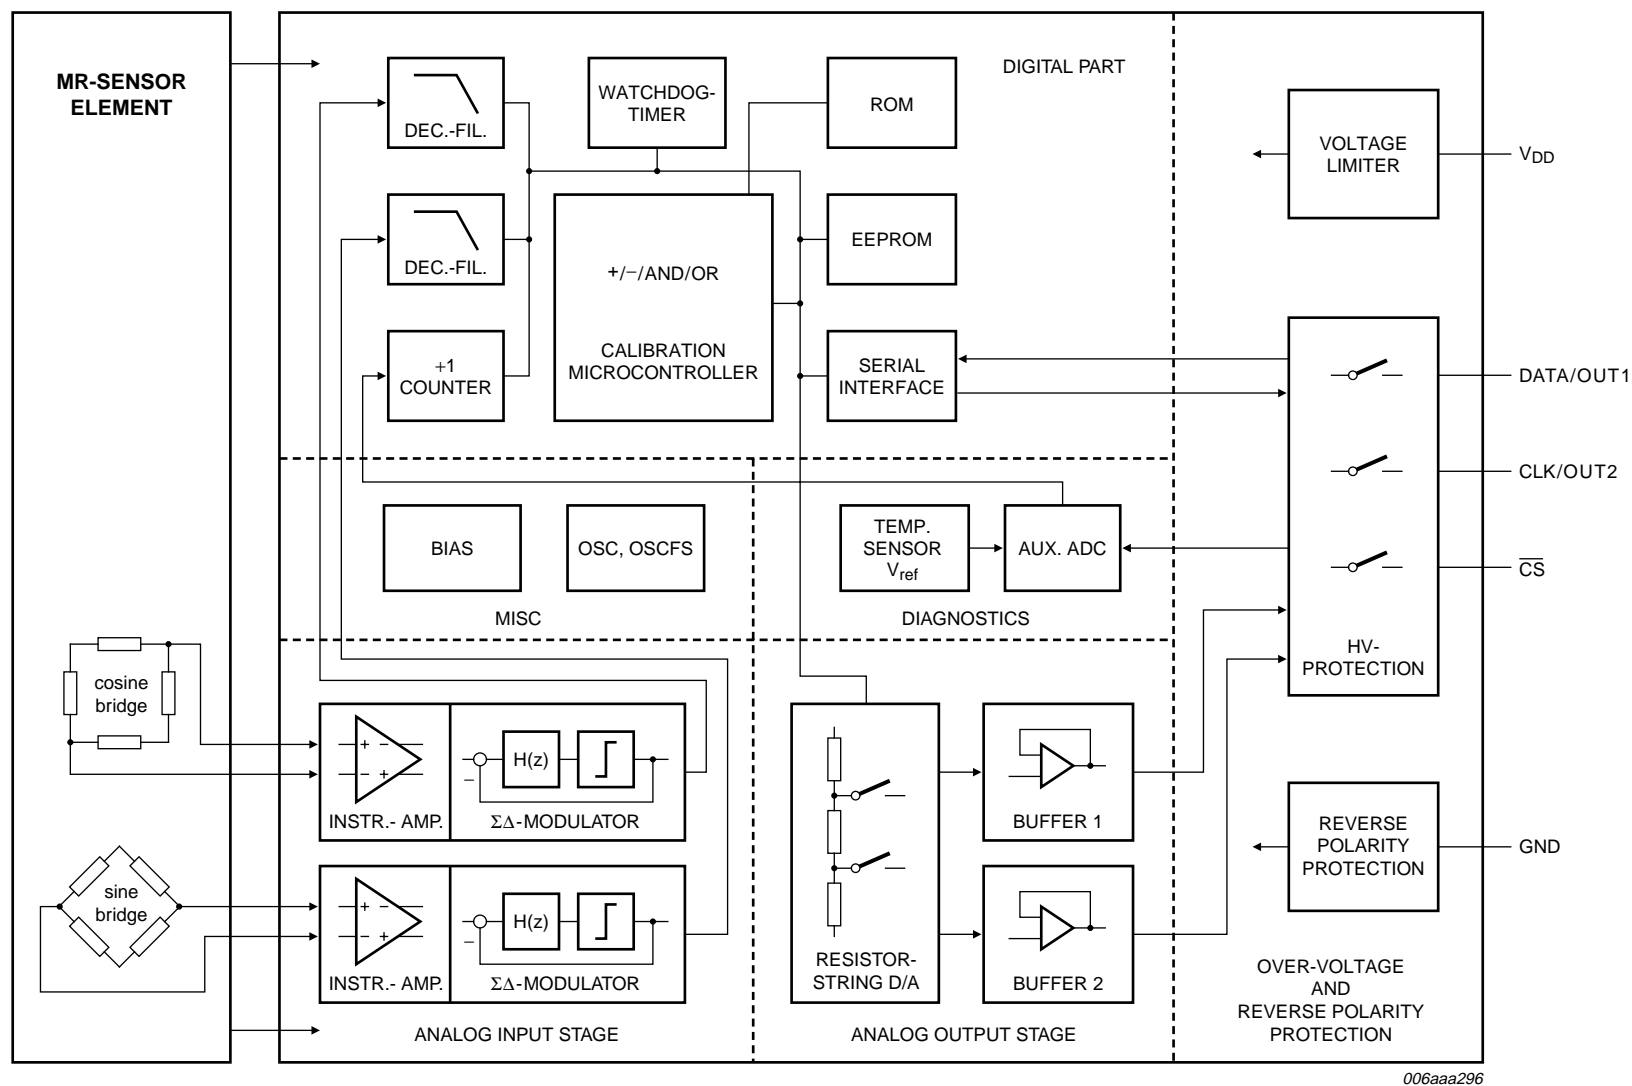 MR-SENSOR
ELEMENT
DEC.-FIL.
WATCHDOG-
TIMER
ROM
DIGITAL PART
VOLTAGE
LIMITER
VDD
DEC.-FIL.
+/−/AND/OR
CALIBRATION
MICROCONTROLLER
EEPROM
+1
COUNTER
SERIAL
INTERFACE
DATA/OUT1
CLK/OUT2
C̅S̅
HV-
PROTECTION
BIAS
OSC, OSCFS
MISC
TEMP.
SENSOR
Vref
AUX. ADC
DIAGNOSTICS
cosine
bridge
+ −
− +
INSTR.- AMP.
−
H(z)
ΣΔ-MODULATOR
sine
bridge
+ −
− +
INSTR.- AMP.
−
H(z)
ΣΔ-MODULATOR
ANALOG INPUT STAGE
RESISTOR-
STRING D/A
BUFFER 1
BUFFER 2
ANALOG OUTPUT STAGE
REVERSE
POLARITY
PROTECTION
GND
OVER-VOLTAGE
AND
REVERSE POLARITY
PROTECTION
006aaa296